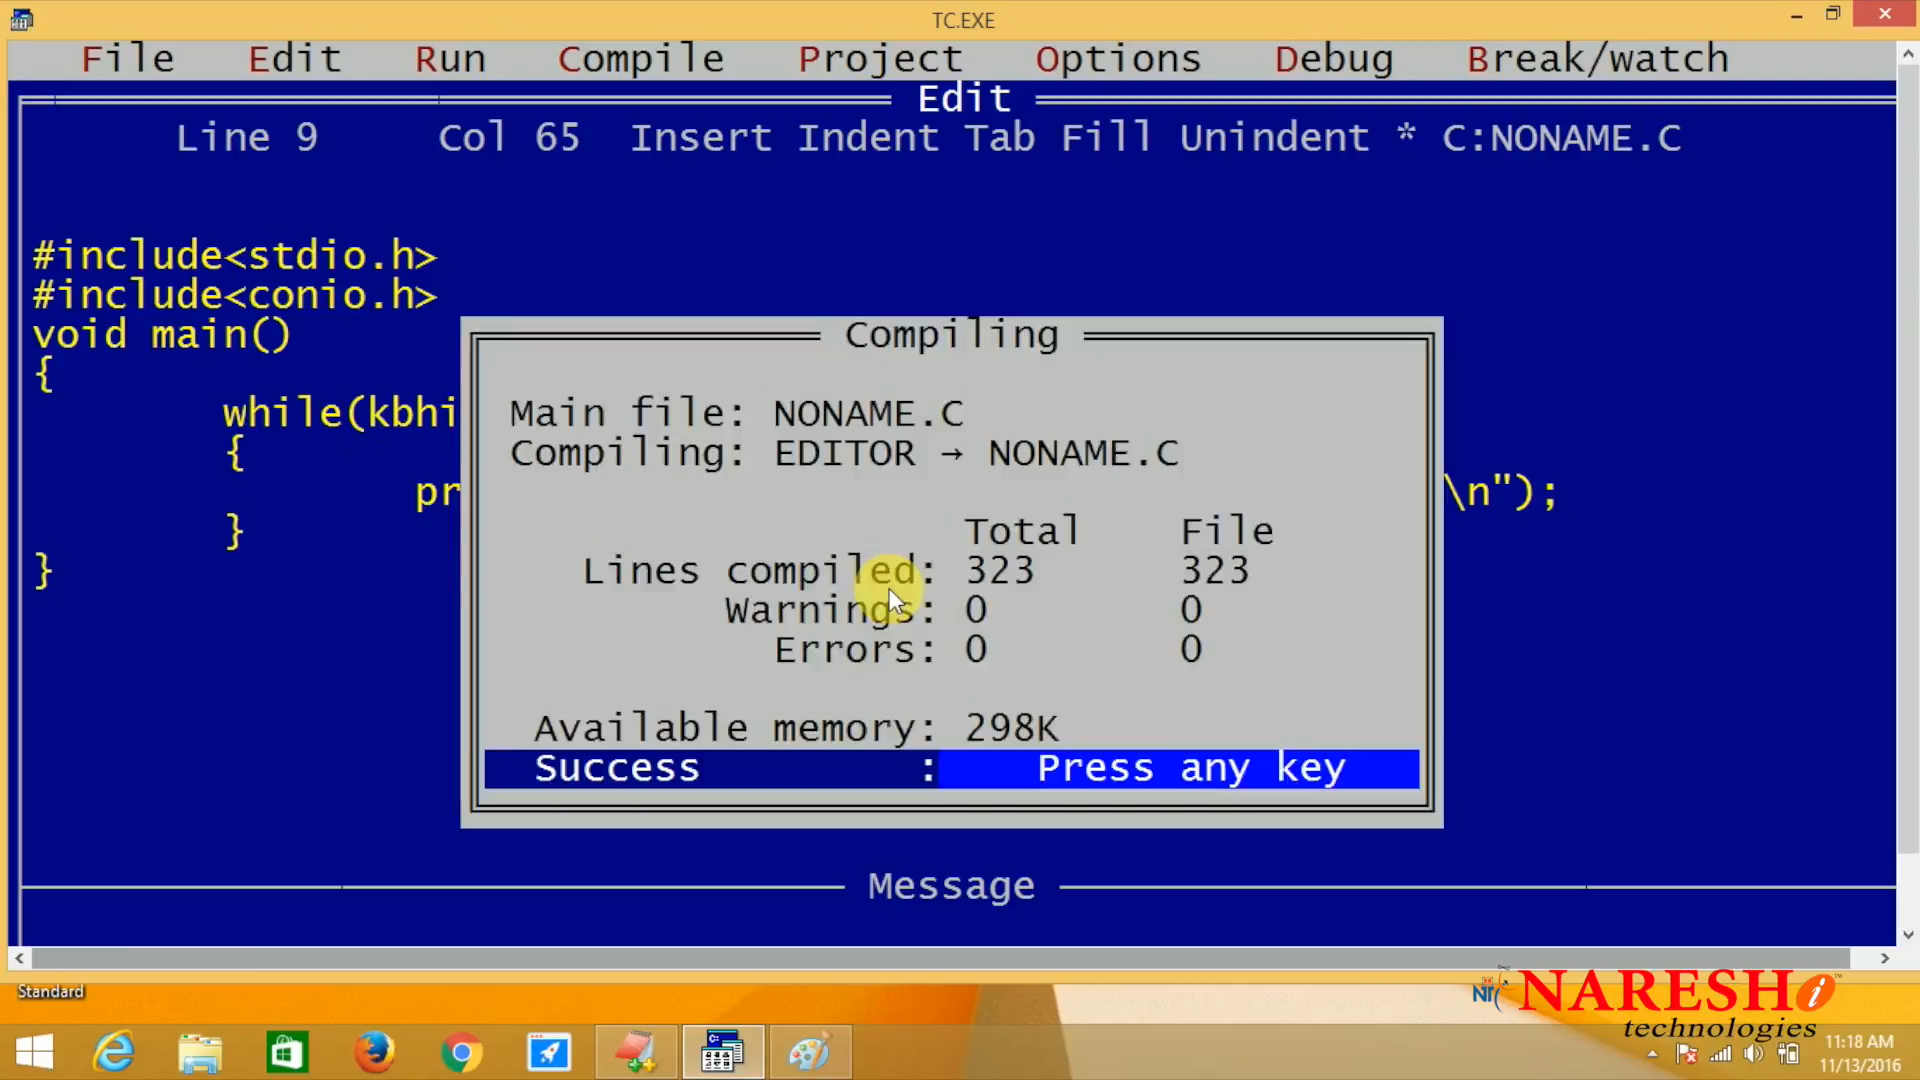 TC.EXE
File Edit Run Compile Project Options Debug Break/watch
Edit
Line 9 Col 65 Insert Indent Tab Fill Unindent * C:NONAME.C
#include<stdio.h>
#include<conio.h>
void main()
{
while(kbhi
{
pr \n");
}
}
Compiling
Main file: NONAME.C
Compiling: EDITOR → NONAME.C
Total File
Lines compiled: 323 323
Warnings: 0 0
Errors: 0 0
Available memory: 298K
Success : Press any key
Message
Standard
NARESH i
technologies
11:18 AM
11/13/2016